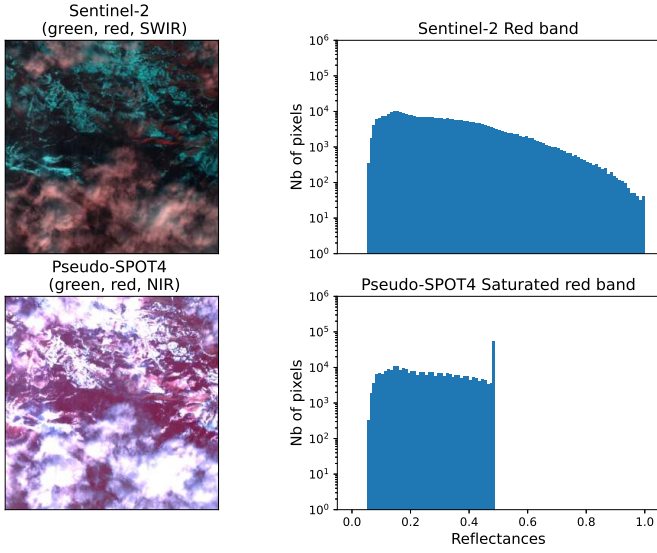 Sentinel-2
(green, red, SWIR)
Sentinel-2 Red band
10^6
10^5
10^4
10^3
10^2
10^1
10^0
Nb of pixels
Pseudo-SPOT4
(green, red, NIR)
Pseudo-SPOT4 Saturated red band
10^6
10^5
10^4
10^3
10^2
10^1
10^0
Nb of pixels
0.0 0.2 0.4 0.6 0.8 1.0
Reflectances